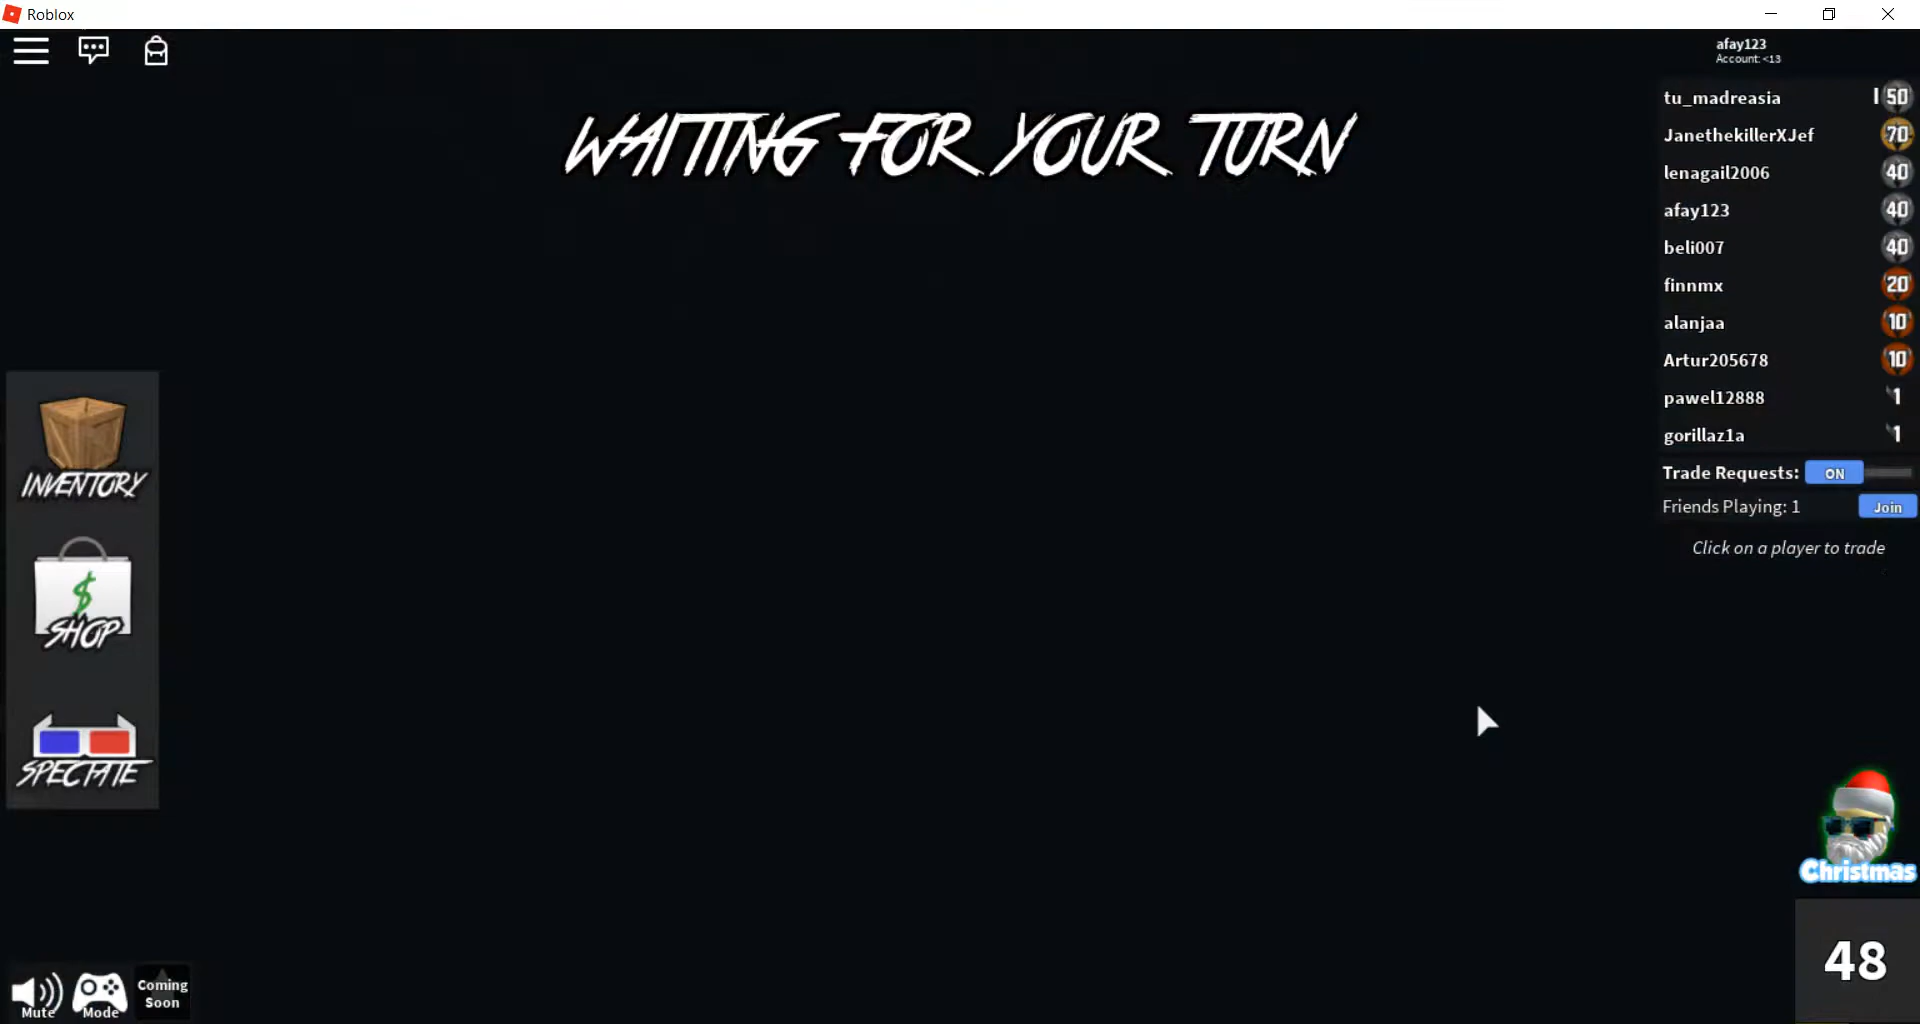 Roblox
afay123
Account: <13
WAITING FOR YOUR TURN
tu_madreasia 50
JanethekillerXJef 70
lenagail2006 40
afay123 40
beli007 40
finnmx 20
alanjaa 10
Artur205678 10
pawel12888 1
gorillaz1a 1
Trade Requests: ON
Friends Playing: 1 Join
Click on a player to trade
INVENTORY
$
SHOP
SPECTATE
Christmas
48
Mute
Mode
Coming
Soon